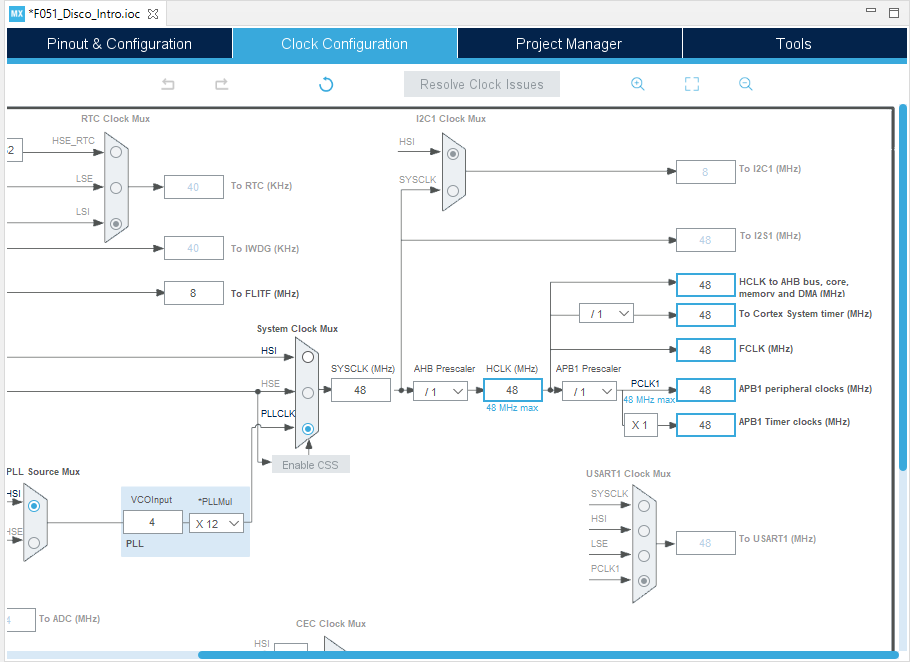 MX *F051_Disco_Intro.ioc
Pinout & Configuration
Clock Configuration
Project Manager
Tools
Resolve Clock Issues
RTC Clock Mux
I2C1 Clock Mux
HSE_RTC
2
LSE
LSI
40
To RTC (KHz)
HSI
SYSCLK
8
To I2C1 (MHz)
40
To IWDG (KHz)
48
To I2S1 (MHz)
8
To FLITF (MHz)
48
HCLK to AHB bus, core,
memory and DMA (MHz)
/ 1
48
To Cortex System timer (MHz)
System Clock Mux
HSI
48
FCLK (MHz)
HSE
SYSCLK (MHz)
AHB Prescaler
HCLK (MHz)
APB1 Prescaler
48
/ 1
48
/ 1
PCLK1
48
APB1 peripheral clocks (MHz)
48 MHz max
48 MHz max
PLLCLK
X 1
48
APB1 Timer clocks (MHz)
Enable CSS
PLL Source Mux
HSI
HSE
VCOInput
*PLLMul
4
X 12
PLL
USART1 Clock Mux
SYSCLK
HSI
LSE
PCLK1
48
To USART1 (MHz)
To ADC (MHz)
CEC Clock Mux
HSI